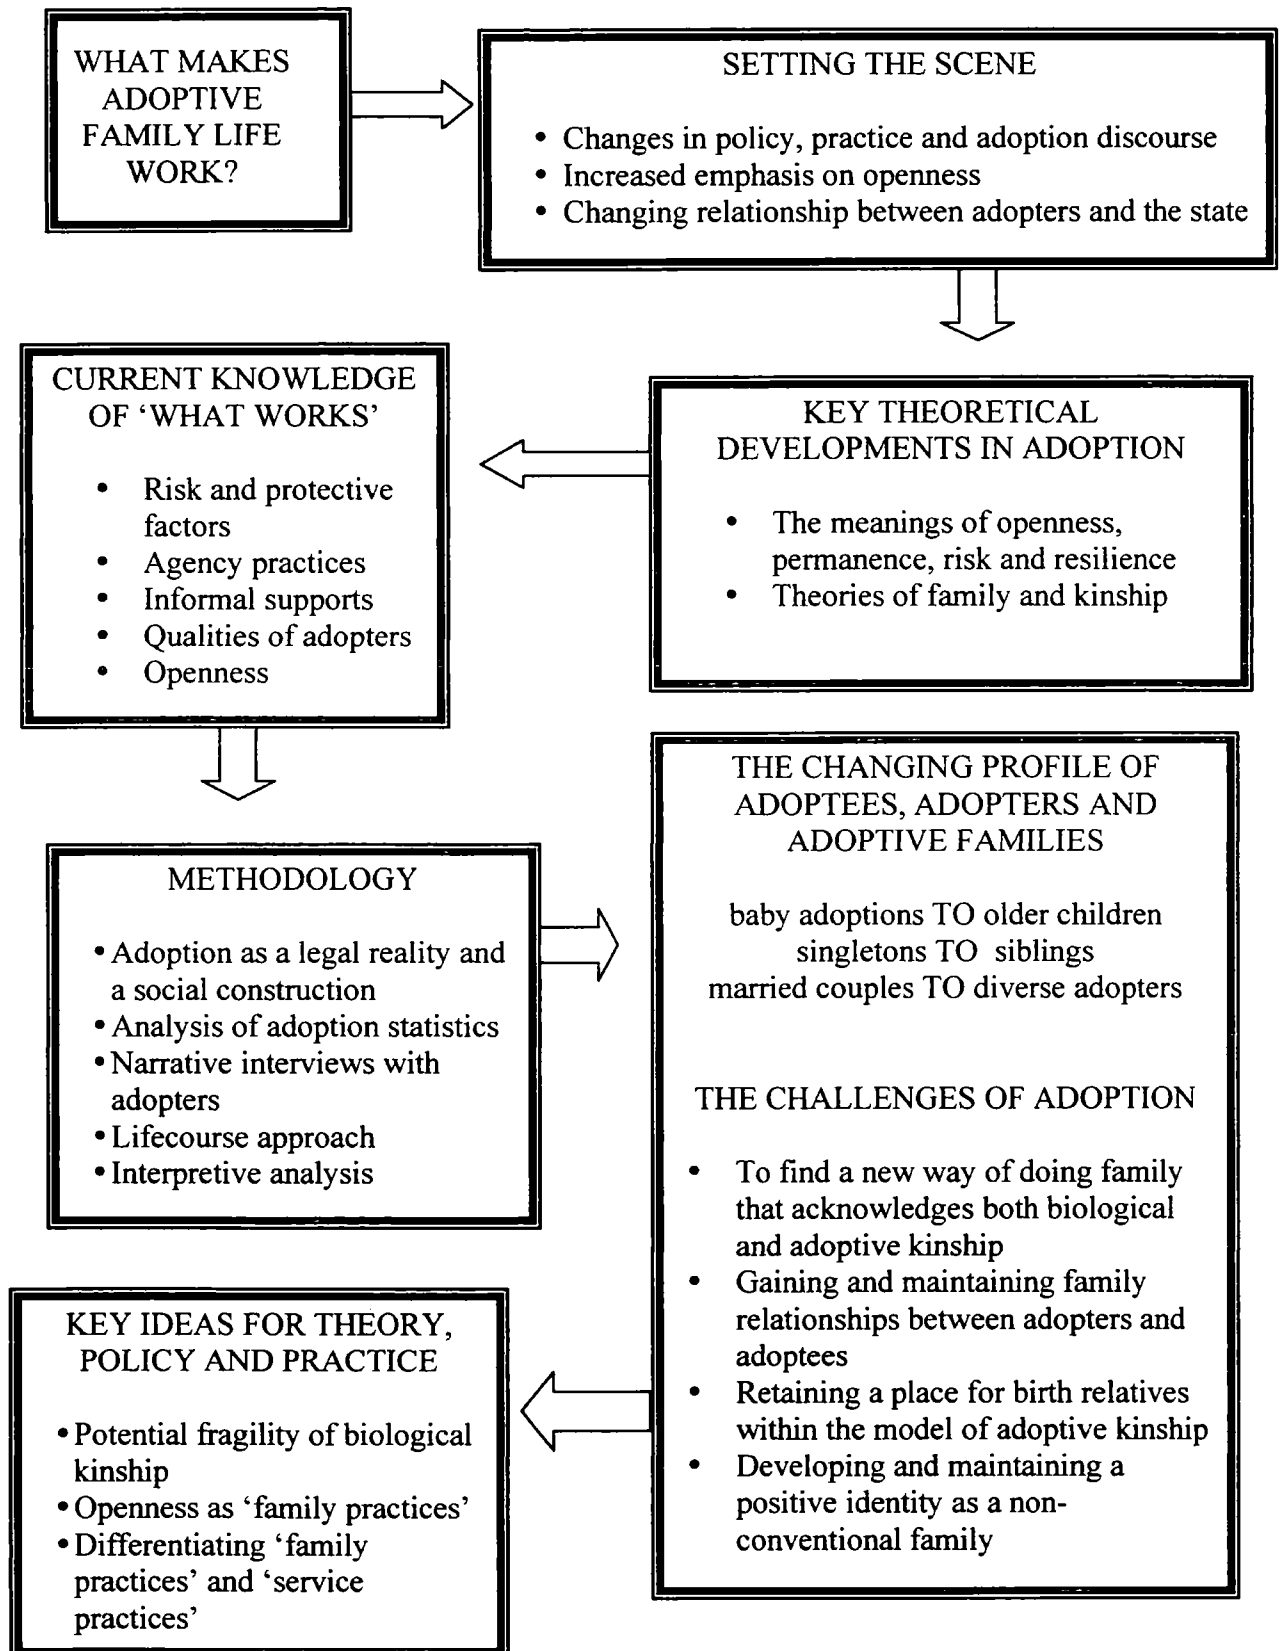 WHAT MAKES
ADOPTIVE
FAMILY LIFE
WORK?
SETTING THE SCENE
• Changes in policy, practice and adoption discourse
• Increased emphasis on openness
• Changing relationship between adopters and the state
KEY THEORETICAL
DEVELOPMENTS IN ADOPTION
• The meanings of openness,
permanence, risk and resilience
• Theories of family and kinship
CURRENT KNOWLEDGE
OF ‘WHAT WORKS’
• Risk and protective
factors
• Agency practices
• Informal supports
• Qualities of adopters
• Openness
METHODOLOGY
• Adoption as a legal reality and
a social construction
• Analysis of adoption statistics
• Narrative interviews with
adopters
• Lifecourse approach
• Interpretive analysis
THE CHANGING PROFILE OF
ADOPTEES, ADOPTERS AND
ADOPTIVE FAMILIES
baby adoptions TO older children
singletons TO siblings
married couples TO diverse adopters
THE CHALLENGES OF ADOPTION
• To find a new way of doing family
that acknowledges both biological
and adoptive kinship
• Gaining and maintaining family
relationships between adopters and
adoptees
• Retaining a place for birth relatives
within the model of adoptive kinship
• Developing and maintaining a
positive identity as a non-
conventional family
KEY IDEAS FOR THEORY,
POLICY AND PRACTICE
• Potential fragility of biological
kinship
• Openness as ‘family practices’
• Differentiating ‘family
practices’ and ‘service
practices’